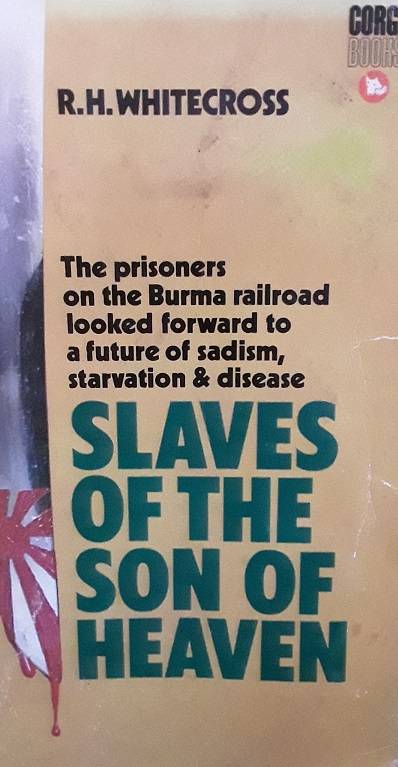 CORG
BOOKS
R.H. WHITECROSS
The prisoners
on the Burma railroad
looked forward to
a future of sadism,
starvation & disease
SLAVES
OF THE
SON OF
HEAVEN